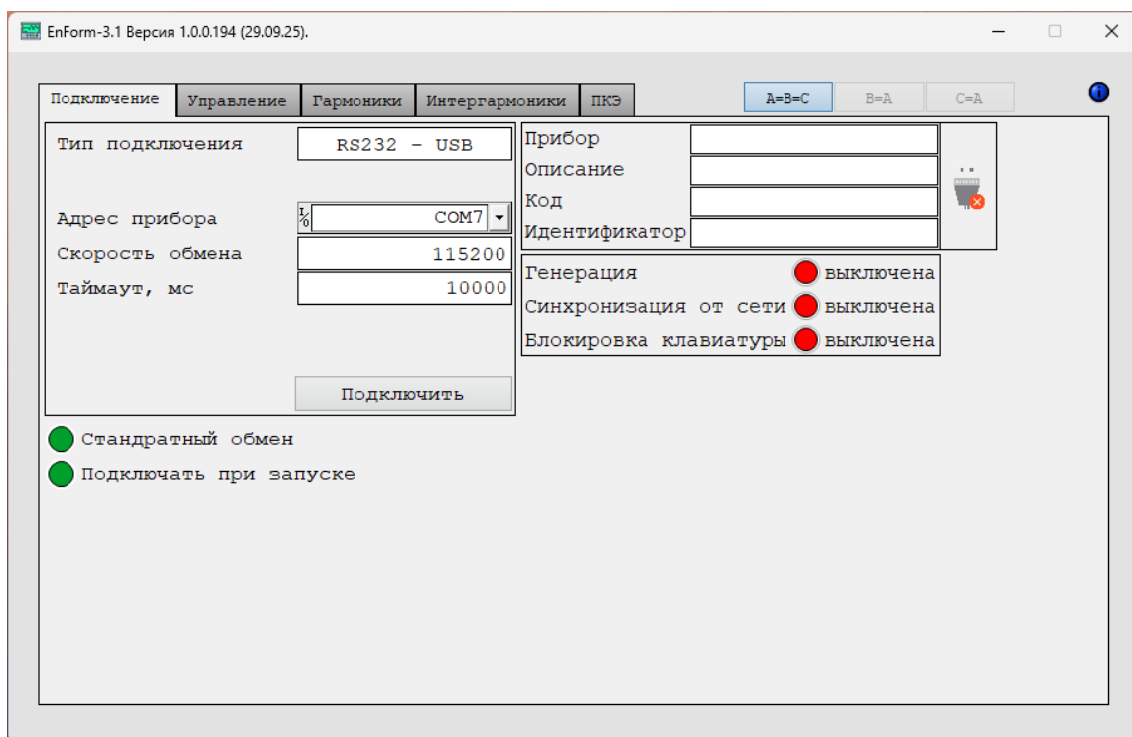 EnForm-3.1 Версия 1.0.0.194 (29.09.25).
Подключение Управление Гармоники Интергармоники ПКЭ A=B=C B=A C=A
Тип подключения RS232 - USB
Адрес прибора COM7
Скорость обмена 115200
Таймаут, мс 10000
Подключить
Стандратный обмен
Подключать при запуске
Прибор
Описание
Код
Идентификатор
Генерация выключена
Синхронизация от сети выключена
Блокировка клавиатуры выключена